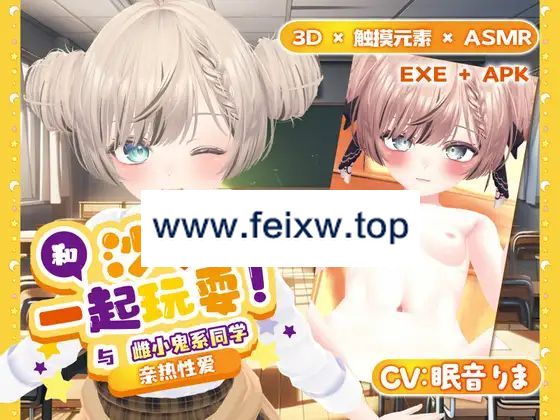 3D × 触摸元素 × ASMR
EXE + APK
www.feixw.top
和
一起玩耍!
与 雌小鬼系同学
亲热性爱
CV:眠音りま